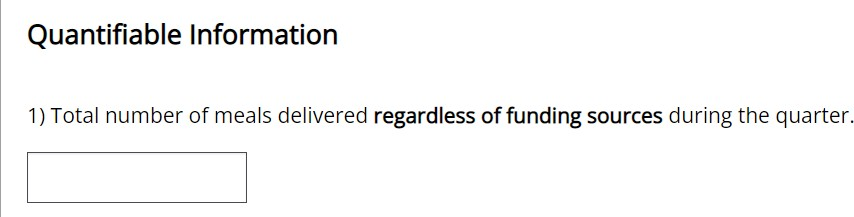 Quantifiable Information
1) Total number of meals delivered regardless of funding sources during the quarter.